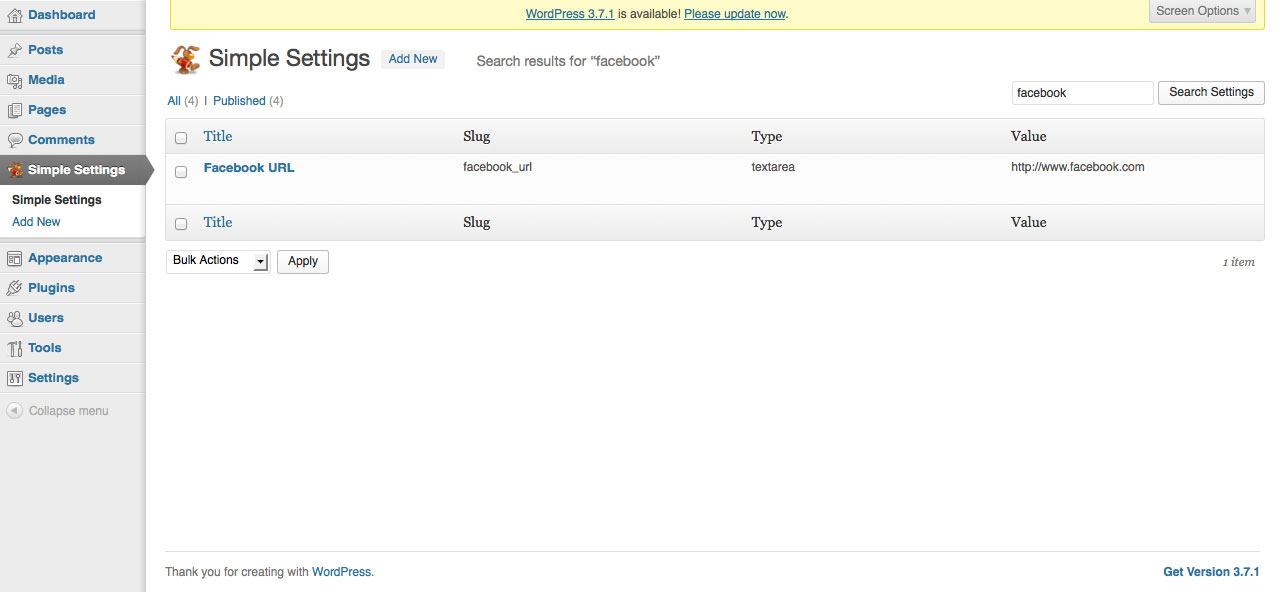 Dashboard
Posts
Media
Pages
Comments
Simple Settings
Simple Settings
Add New
Appearance
Plugins
Users
Tools
Settings
Collapse menu
WordPress 3.7.1 is available! Please update now.
Screen Options
Simple Settings Add New Search results for “facebook”
All (4) | Published (4)
facebook Search Settings
Title Slug Type Value
Facebook URL facebook_url textarea http://www.facebook.com
Title Slug Type Value
Bulk Actions Apply 1 item
Thank you for creating with WordPress. Get Version 3.7.1